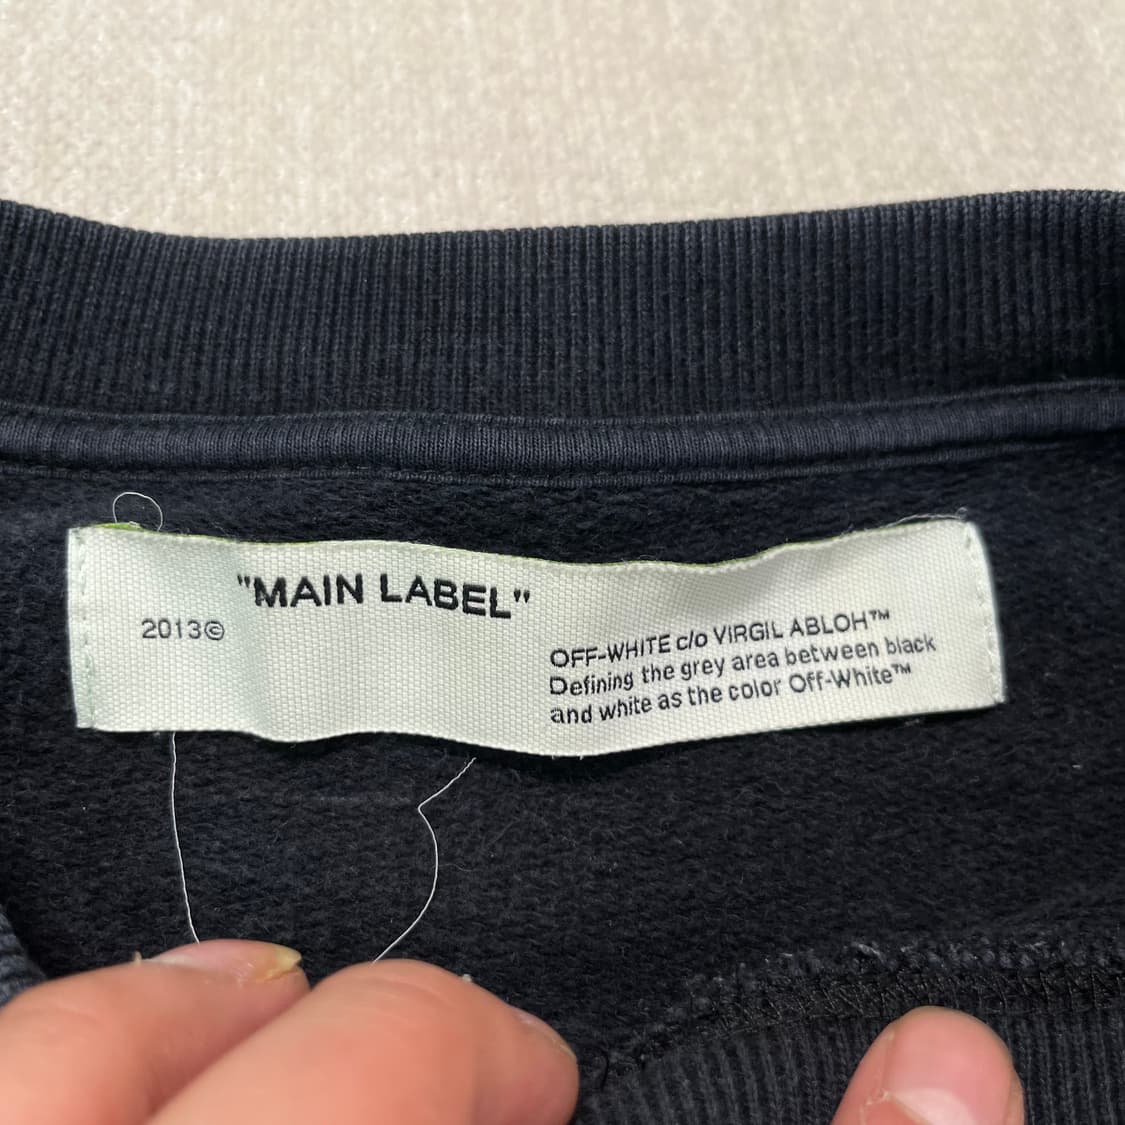 "MAIN LABEL"
2013©
OFF-WHITE c/o VIRGIL ABLOH™
Defining the grey area between black
and white as the color Off-White™